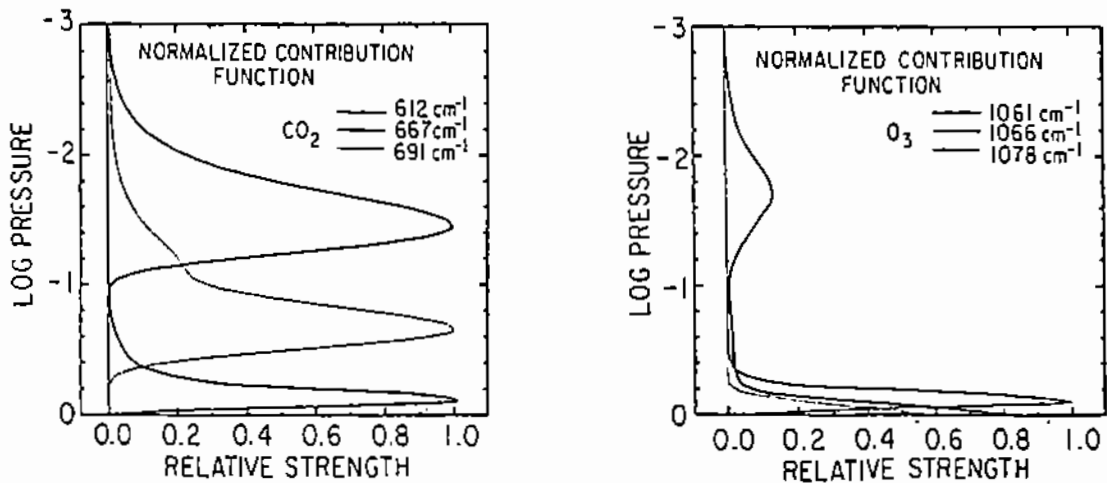 -3
-2
-1
0
LOG PRESSURE
NORMALIZED CONTRIBUTION
FUNCTION
CO2
612 cm-1
667 cm-1
691 cm-1
0.0 0.2 0.4 0.6 0.8 1.0
RELATIVE STRENGTH
-3
-2
-1
0
LOG PRESSURE
NORMALIZED CONTRIBUTION
FUNCTION
O3
1061 cm-1
1066 cm-1
1078 cm-1
0.0 0.2 0.4 0.6 0.8 1.0
RELATIVE STRENGTH